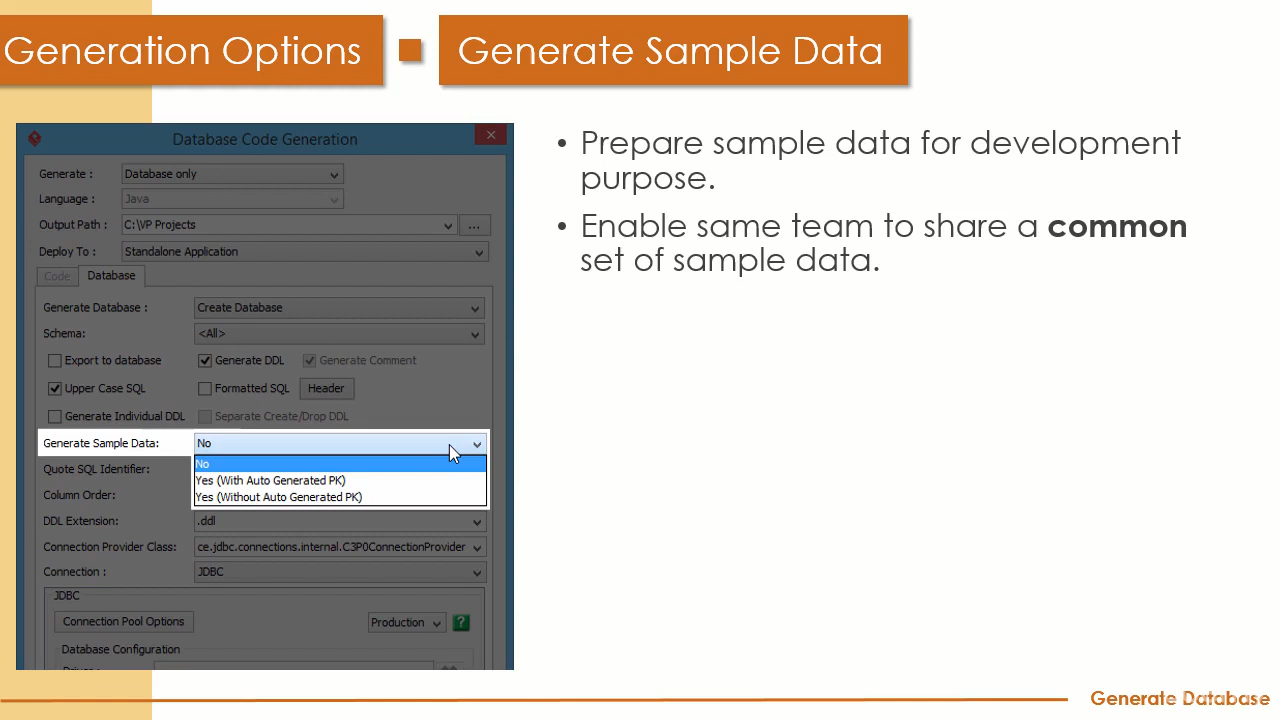 Generation Options
Generate Sample Data
Database Code Generation
Generate : Database only
Language : Java
Output Path : C:\VP Projects ...
Deploy To : Standalone Application
Code Database
Generate Database : Create Database
Schema: <All>
Export to database Generate DDL Generate Comment
Upper Case SQL Formatted SQL Header
Generate Individual DDL Separate Create/Drop DDL
Generate Sample Data: No
No
Quote SQL Identifier:
Yes (With Auto Generated PK)
Column Order:
Yes (Without Auto Generated PK)
DDL Extension: .ddl
Connection Provider Class: ce.jdbc.connections.internal.C3P0ConnectionProvider
Connection : JDBC
JDBC
Connection Pool Options Production ?
Database Configuration
• Prepare sample data for development
purpose.
• Enable same team to share a common
set of sample data.
Generate Database